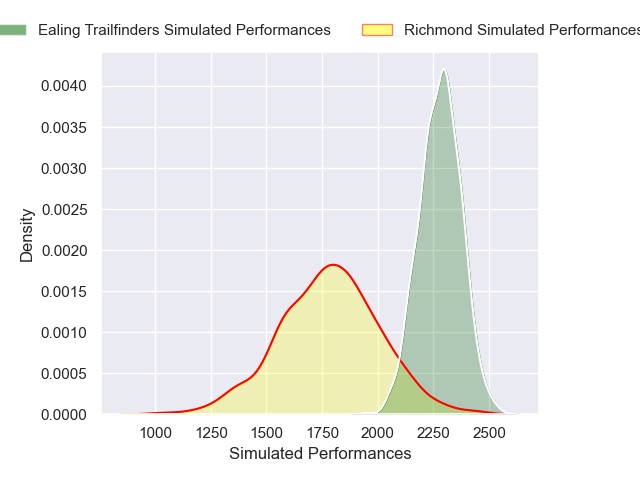 Ealing Trailfinders Simulated Performances
Richmond Simulated Performances
0.0040
0.0035
0.0030
0.0025
0.0020
0.0015
0.0010
0.0005
0.0000
Density
1000 1250 1500 1750 2000 2250 2500
Simulated Performances